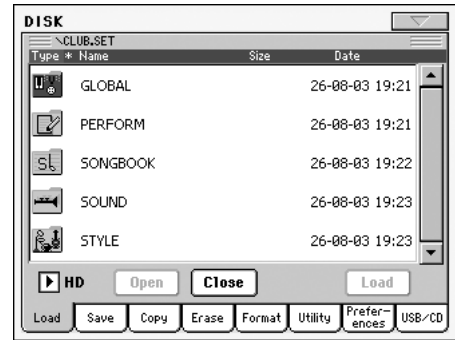 DISK
\CLUB.SET
Type * Name Size Date
GLOBAL 26-08-03 19:21
PERFORM 26-08-03 19:21
SONGBOOK 26-08-03 19:22
SOUND 26-08-03 19:23
STYLE 26-08-03 19:23
HD Open Close Load
Load Save Copy Erase Format Utility Prefer-ences USB/CD